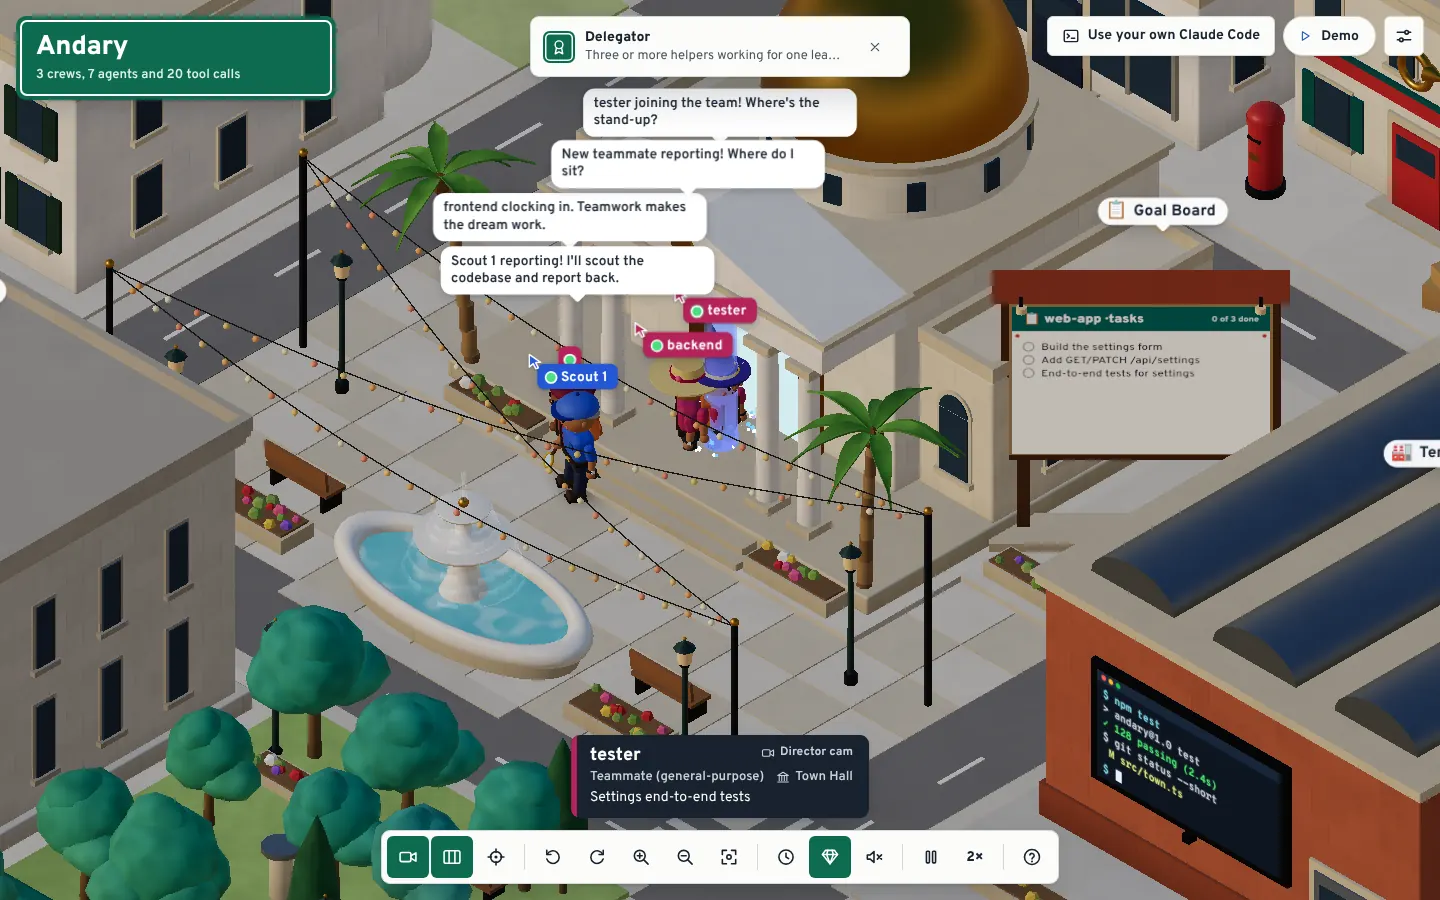 Andary
3 crews, 7 agents and 20 tool calls
Delegator
Three or more helpers working for one lea…
Use your own Claude Code
Demo
tester joining the team! Where's the
stand-up?
New teammate reporting! Where do I
sit?
frontend clocking in. Teamwork makes
the dream work.
Scout 1 reporting! I'll scout the
codebase and report back.
tester
backend
Scout 1
Goal Board
web-app ·tasks
0 of 3 done
Build the settings form
Add GET/PATCH /api/settings
End-to-end tests for settings
$ npm test
> andary@1.0 test
✓ 128 passing (2.4s)
$ git status --short
M src/town.ts
$
tester
Director cam
Teammate (general-purpose)
Town Hall
Settings end-to-end tests
2×